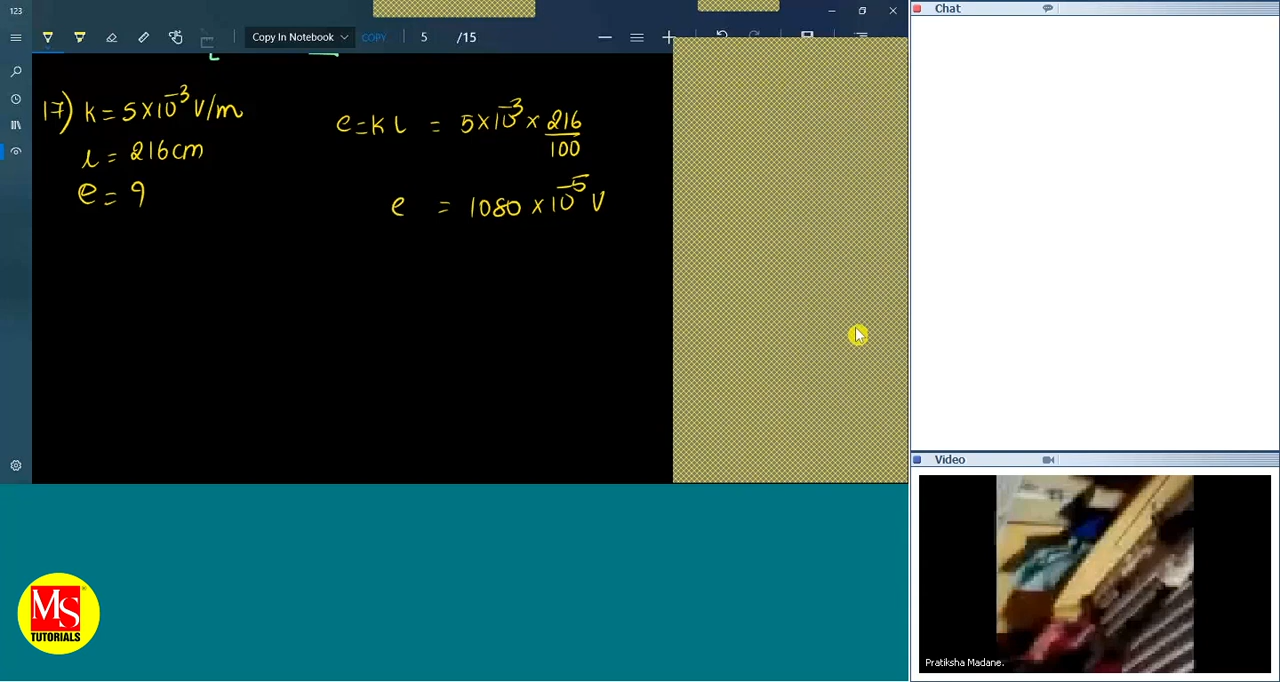 123
Copy In Notebook
COPY
5 /15
17) k = 5×10⁻³ V/m
l = 216cm
e = ?
e = k l = 5×10⁻³ × 216/100
e = 1080 × 10⁻⁵ V
Chat
Video
Pratiksha Madane.
MS
TUTORIALS